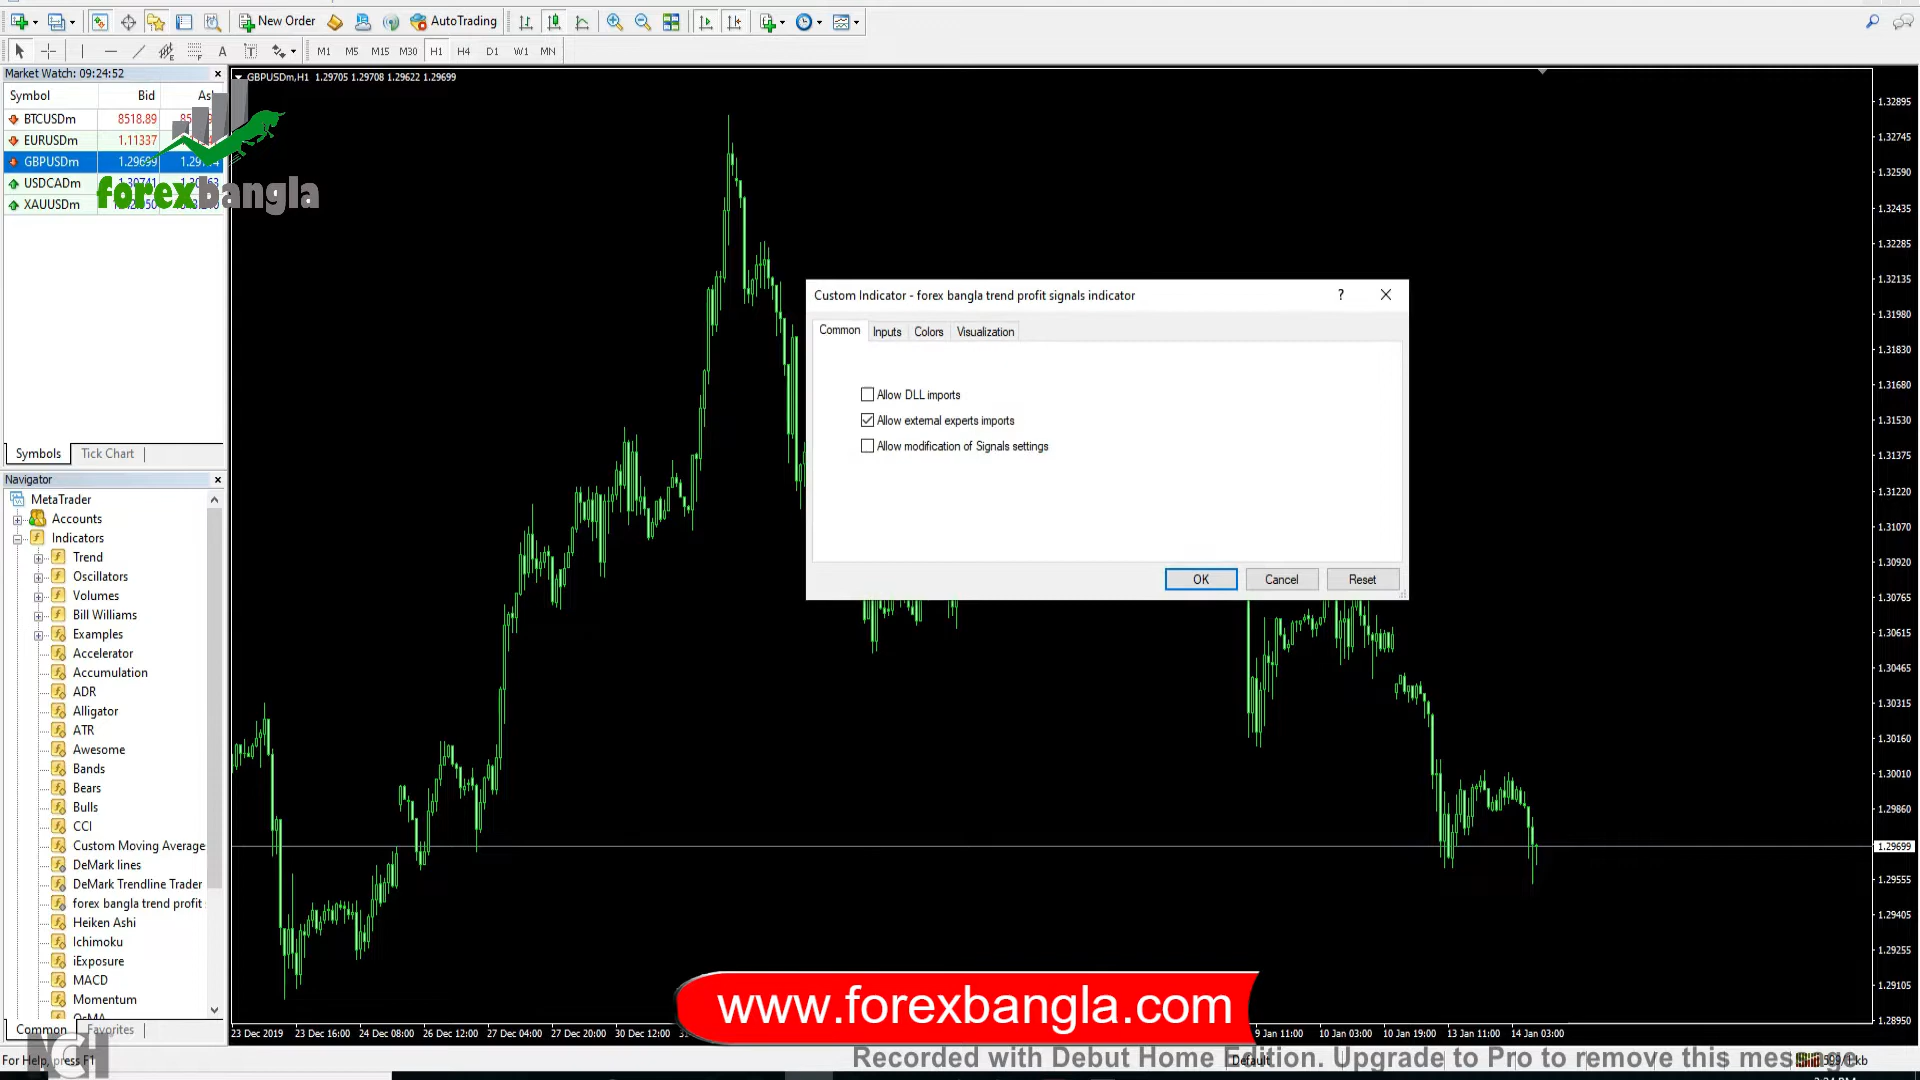 New Order
AutoTrading
A
T
M1 M5 M15 M30 H1 H4 D1 W1 MN
Market Watch: 09:24:52
Symbol Bid
BTCUSDm 8518.89
EURUSDm 1.11337
GBPUSDm 1.29699
USDCADm
XAUUSDm
forexbangla
Symbols Tick Chart
Navigator
MetaTrader
Accounts
Indicators
Trend
Oscillators
Volumes
Bill Williams
Examples
Accelerator
Accumulation
ADR
Alligator
ATR
Awesome
Bands
Bears
Bulls
CCI
Custom Moving Average
DeMark lines
DeMark Trendline Trader
forex bangla trend profit
Heiken Ashi
Ichimoku
iExposure
MACD
Momentum
OsMA
Common Favorites
For Help, press F1
NCH
GBPUSDm,H1 1.29705 1.29708 1.29622 1.29699
Custom Indicator - forex bangla trend profit signals indicator
?
Common Inputs Colors Visualization
Allow DLL imports
Allow external experts imports
Allow modification of Signals settings
OK Cancel Reset
1.32895
1.32745
1.32590
1.32435
1.32285
1.32135
1.31980
1.31830
1.31680
1.31530
1.31375
1.31220
1.31070
1.30920
1.30765
1.30615
1.30465
1.30315
1.30160
1.30010
1.29860
1.29699
1.29555
1.29405
1.29255
1.29105
1.28950
23 Dec 2019 23 Dec 16:00 24 Dec 08:00 26 Dec 12:00 27 Dec 04:00 27 Dec 20:00 30 Dec 12:00 9 Jan 11:00 10 Jan 03:00 10 Jan 19:00 13 Jan 11:00 14 Jan 03:00
www.forexbangla.com
Recorded with Debut Home Edition. Upgrade to Pro to remove this message.
Default